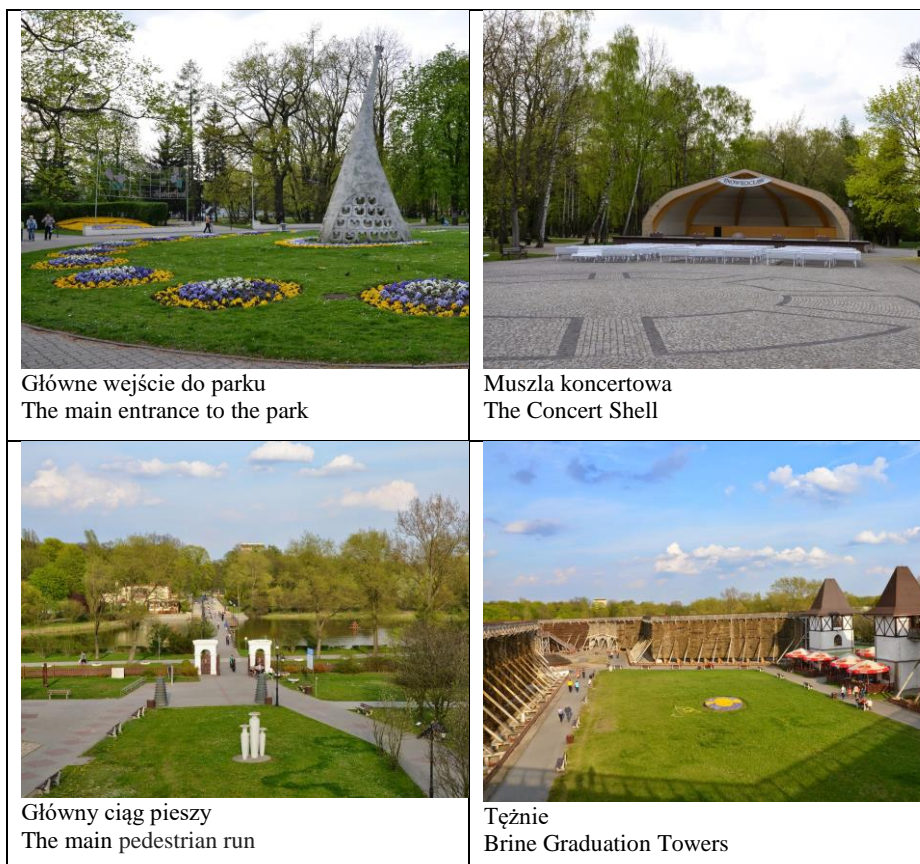 Główne wejście do parku
The main entrance to the park
INOWROCŁAW
Muszla koncertowa
The Concert Shell
Główny ciąg pieszy
The main pedestrian run
Tężnie
Brine Graduation Towers